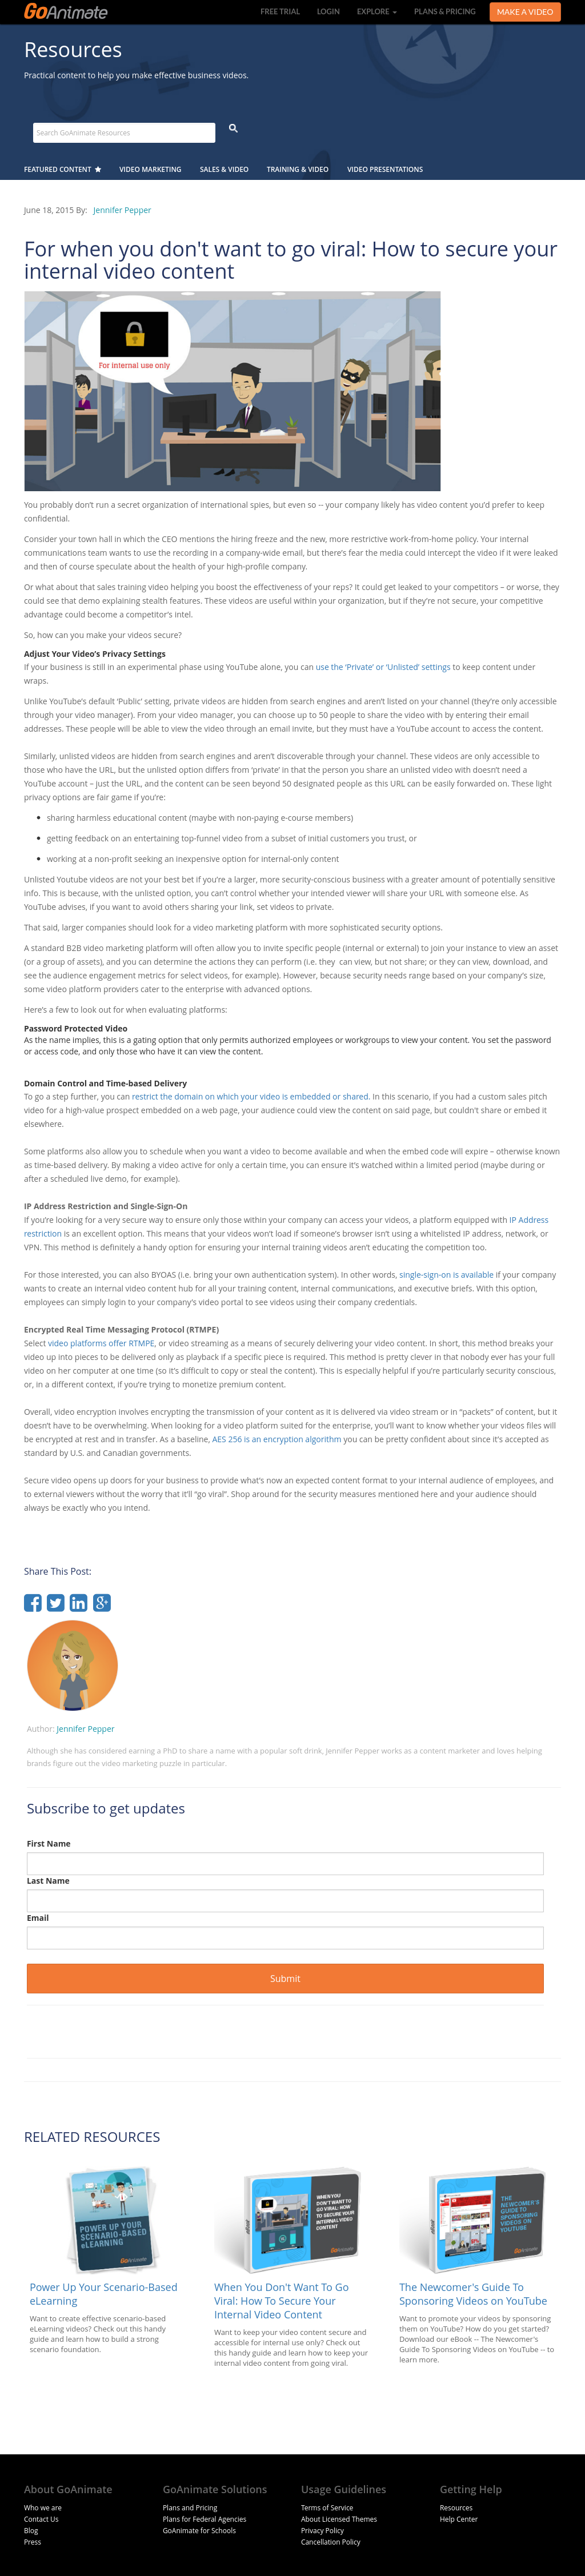 GoAnimate
FREE TRIAL
LOGIN
EXPLORE
PLANS & PRICING
MAKE A VIDEO
Resources
Practical content to help you make effective business videos.
Search GoAnimate Resources
FEATURED CONTENT
VIDEO MARKETING
SALES & VIDEO
TRAINING & VIDEO
VIDEO PRESENTATIONS
June 18, 2015 By: Jennifer Pepper
For when you don't want to go viral: How to secure your
internal video content
For internal use only
You probably don’t run a secret organization of international spies, but even so -- your company likely has video content you’d prefer to keep
confidential.
Consider your town hall in which the CEO mentions the hiring freeze and the new, more restrictive work-from-home policy. Your internal
communications team wants to use the recording in a company-wide email, but there’s fear the media could intercept the video if it were leaked
and then of course speculate about the health of your high-profile company.
Or what about that sales training video helping you boost the effectiveness of your reps? It could get leaked to your competitors – or worse, they
could see that demo explaining stealth features. These videos are useful within your organization, but if they’re not secure, your competitive
advantage could become a competitor’s intel.
So, how can you make your videos secure?
Adjust Your Video’s Privacy Settings
If your business is still in an experimental phase using YouTube alone, you can use the ‘Private’ or ‘Unlisted’ settings to keep content under
wraps.
Unlike YouTube’s default ‘Public’ setting, private videos are hidden from search engines and aren’t listed on your channel (they’re only accessible
through your video manager). From your video manager, you can choose up to 50 people to share the video with by entering their email
addresses. These people will be able to view the video through an email invite, but they must have a YouTube account to access the content.
Similarly, unlisted videos are hidden from search engines and aren’t discoverable through your channel. These videos are only accessible to
those who have the URL, but the unlisted option differs from ‘private’ in that the person you share an unlisted video with doesn’t need a
YouTube account – just the URL, and the content can be seen beyond 50 designated people as this URL can be easily forwarded on. These light
privacy options are fair game if you’re:
sharing harmless educational content (maybe with non-paying e-course members)
getting feedback on an entertaining top-funnel video from a subset of initial customers you trust, or
working at a non-profit seeking an inexpensive option for internal-only content
Unlisted Youtube videos are not your best bet if you’re a larger, more security-conscious business with a greater amount of potentially sensitive
info. This is because, with the unlisted option, you can’t control whether your intended viewer will share your URL with someone else. As
YouTube advises, if you want to avoid others sharing your link, set videos to private.
That said, larger companies should look for a video marketing platform with more sophisticated security options.
A standard B2B video marketing platform will often allow you to invite specific people (internal or external) to join your instance to view an asset
(or a group of assets), and you can determine the actions they can perform (i.e. they can view, but not share; or they can view, download, and
see the audience engagement metrics for select videos, for example). However, because security needs range based on your company’s size,
some video platform providers cater to the enterprise with advanced options.
Here’s a few to look out for when evaluating platforms:
Password Protected Video
As the name implies, this is a gating option that only permits authorized employees or workgroups to view your content. You set the password
or access code, and only those who have it can view the content.
Domain Control and Time-based Delivery
To go a step further, you can restrict the domain on which your video is embedded or shared. In this scenario, if you had a custom sales pitch
video for a high-value prospect embedded on a web page, your audience could view the content on said page, but couldn't share or embed it
elsewhere.
Some platforms also allow you to schedule when you want a video to become available and when the embed code will expire – otherwise known
as time-based delivery. By making a video active for only a certain time, you can ensure it’s watched within a limited period (maybe during or
after a scheduled live demo, for example).
IP Address Restriction and Single-Sign-On
If you’re looking for a very secure way to ensure only those within your company can access your videos, a platform equipped with IP Address
restriction is an excellent option. This means that your videos won’t load if someone’s browser isn’t using a whitelisted IP address, network, or
VPN. This method is definitely a handy option for ensuring your internal training videos aren’t educating the competition too.
For those interested, you can also BYOAS (i.e. bring your own authentication system). In other words, single-sign-on is available if your company
wants to create an internal video content hub for all your training content, internal communications, and executive briefs. With this option,
employees can simply login to your company’s video portal to see videos using their company credentials.
Encrypted Real Time Messaging Protocol (RTMPE)
Select video platforms offer RTMPE, or video streaming as a means of securely delivering your video content. In short, this method breaks your
video up into pieces to be delivered only as playback if a specific piece is required. This method is pretty clever in that nobody ever has your full
video on her computer at one time (so it’s difficult to copy or steal the content). This is especially helpful if you’re particularly security conscious,
or, in a different context, if you’re trying to monetize premium content.
Overall, video encryption involves encrypting the transmission of your content as it is delivered via video stream or in “packets” of content, but it
doesn’t have to be overwhelming. When looking for a video platform suited for the enterprise, you’ll want to know whether your videos files will
be encrypted at rest and in transfer. As a baseline, AES 256 is an encryption algorithm you can be pretty confident about since it’s accepted as
standard by U.S. and Canadian governments.
Secure video opens up doors for your business to provide what’s now an expected content format to your internal audience of employees, and
to external viewers without the worry that it’ll “go viral”. Shop around for the security measures mentioned here and your audience should
always be exactly who you intend.
Share This Post:
Author: Jennifer Pepper
Although she has considered earning a PhD to share a name with a popular soft drink, Jennifer Pepper works as a content marketer and loves helping
brands figure out the video marketing puzzle in particular.
Subscribe to get updates
First Name
Last Name
Email
Submit
RELATED RESOURCES
POWER UP YOUR
SCENARIO-BASED
eLEARNING
GoAnimate
WHEN YOU
DON'T WANT TO
GO VIRAL: HOW
TO SECURE
YOUR INTERNAL
VIDEO CONTENT
GoAnimate
THE
NEWCOMER'S
GUIDE TO
SPONSORING
VIDEOS ON
YOUTUBE
GoAnimate
Power Up Your Scenario-Based
eLearning
Want to create effective scenario-based
eLearning videos? Check out this handy
guide and learn how to build a strong
scenario foundation.
When You Don't Want To Go
Viral: How To Secure Your
Internal Video Content
Want to keep your video content secure and
accessible for internal use only? Check out
this handy guide and learn how to keep your
internal video content from going viral.
The Newcomer's Guide To
Sponsoring Videos on YouTube
Want to promote your videos by sponsoring
them on YouTube? How do you get started?
Download our eBook -- The Newcomer's
Guide To Sponsoring Videos on YouTube -- to
learn more.
About GoAnimate
Who we are
Contact Us
Blog
Press
GoAnimate Solutions
Plans and Pricing
Plans for Federal Agencies
GoAnimate for Schools
Usage Guidelines
Terms of Service
About Licensed Themes
Privacy Policy
Cancellation Policy
Getting Help
Resources
Help Center